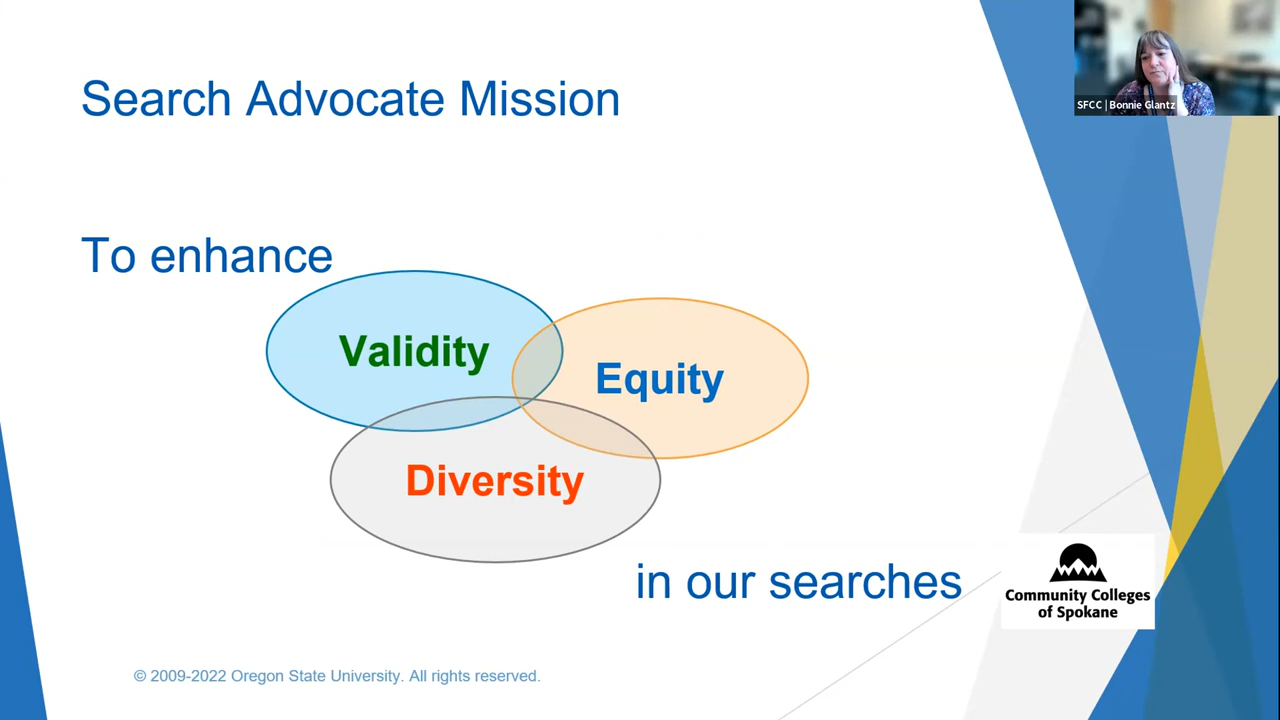 Search Advocate Mission
SFCC | Bonnie Glantz
To enhance
Validity
Equity
Diversity
in our searches
Community Colleges
of Spokane
© 2009-2022 Oregon State University. All rights reserved.